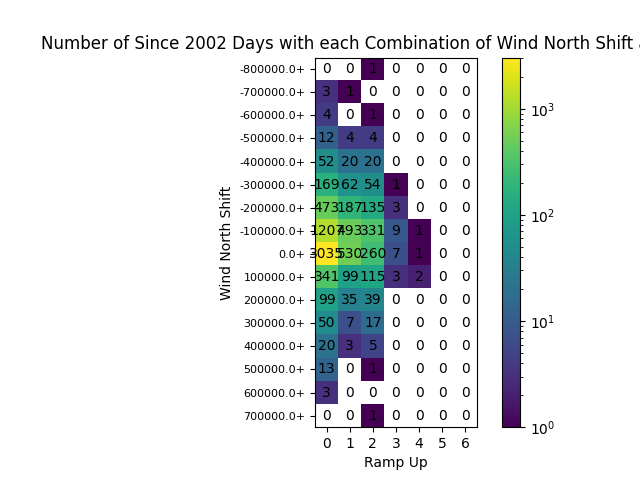 Number of Since 2002 Days with each Combination of Wind North Shift
-800000.0+ 0 0 1 0 0 0 0
-700000.0+ 3 1 0 0 0 0 0
-600000.0+ 4 0 1 0 0 0 0
-500000.0+ 12 4 4 0 0 0 0
-400000.0+ 52 20 20 0 0 0 0
-300000.0+ 169 62 54 1 0 0 0
-200000.0+ 473 187 135 3 0 0 0
-100000.0+ 1207 493 331 9 1 0 0
0.0+ 3035 530 260 7 1 0 0
100000.0+ 341 99 115 3 2 0 0
200000.0+ 99 35 39 0 0 0 0
300000.0+ 50 7 17 0 0 0 0
400000.0+ 20 3 5 0 0 0 0
500000.0+ 13 0 1 0 0 0 0
600000.0+ 3 0 0 0 0 0 0
700000.0+ 0 0 1 0 0 0 0
0 1 2 3 4 5 6
Ramp Up
Wind North Shift
10³
10²
10¹
10⁰